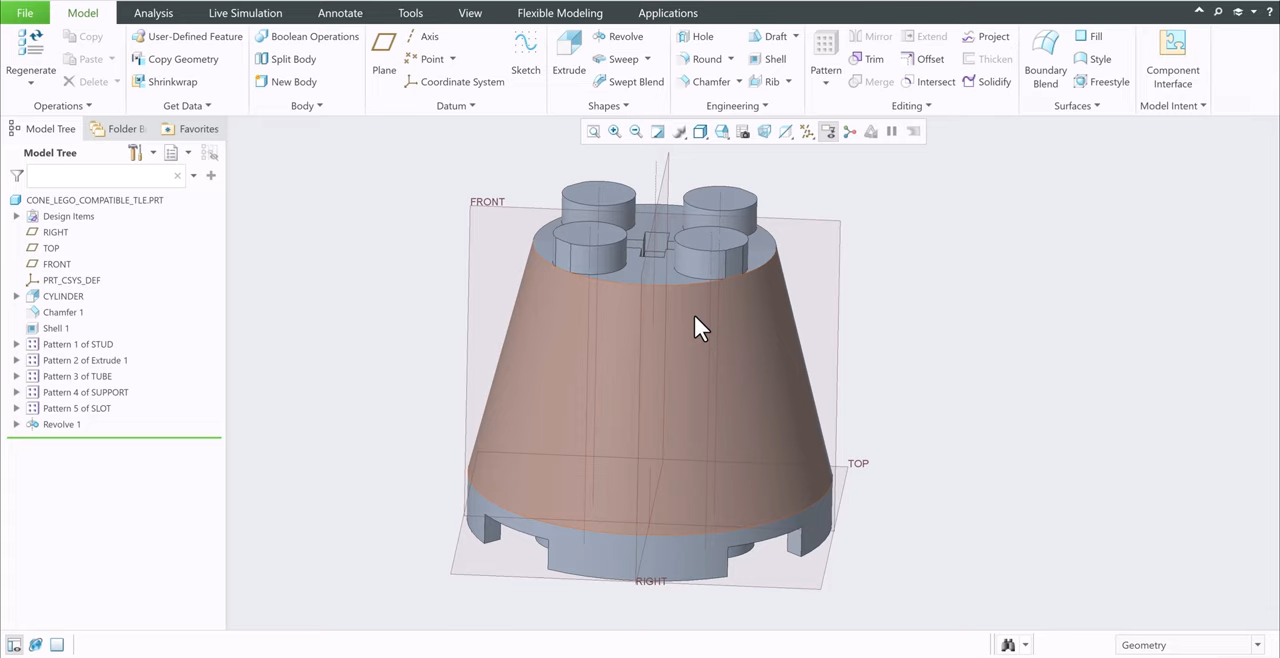 File Model Analysis Live Simulation Annotate Tools View Flexible Modeling Applications
Regenerate Copy Paste Delete
User-Defined Feature Copy Geometry Shrinkwrap
Boolean Operations Split Body New Body
Plane Axis Point Coordinate System Sketch
Extrude Revolve Sweep Swept Blend
Hole Round Chamfer Draft Shell Rib
Pattern Mirror Trim Merge Extend Offset Intersect Project Thicken Solidify
Boundary Blend Fill Style Freestyle
Component Interface
Operations Get Data Body Datum Shapes Engineering Editing Surfaces Model Intent
Model Tree Folder B Favorites
Model Tree
CONE_LEGO_COMPATIBLE_TLE.PRT
Design Items
RIGHT
TOP
FRONT
PRT_CSYS_DEF
CYLINDER
Chamfer 1
Shell 1
Pattern 1 of STUD
Pattern 2 of Extrude 1
Pattern 3 of TUBE
Pattern 4 of SUPPORT
Pattern 5 of SLOT
Revolve 1
FRONT
TOP
RIGHT
Geometry